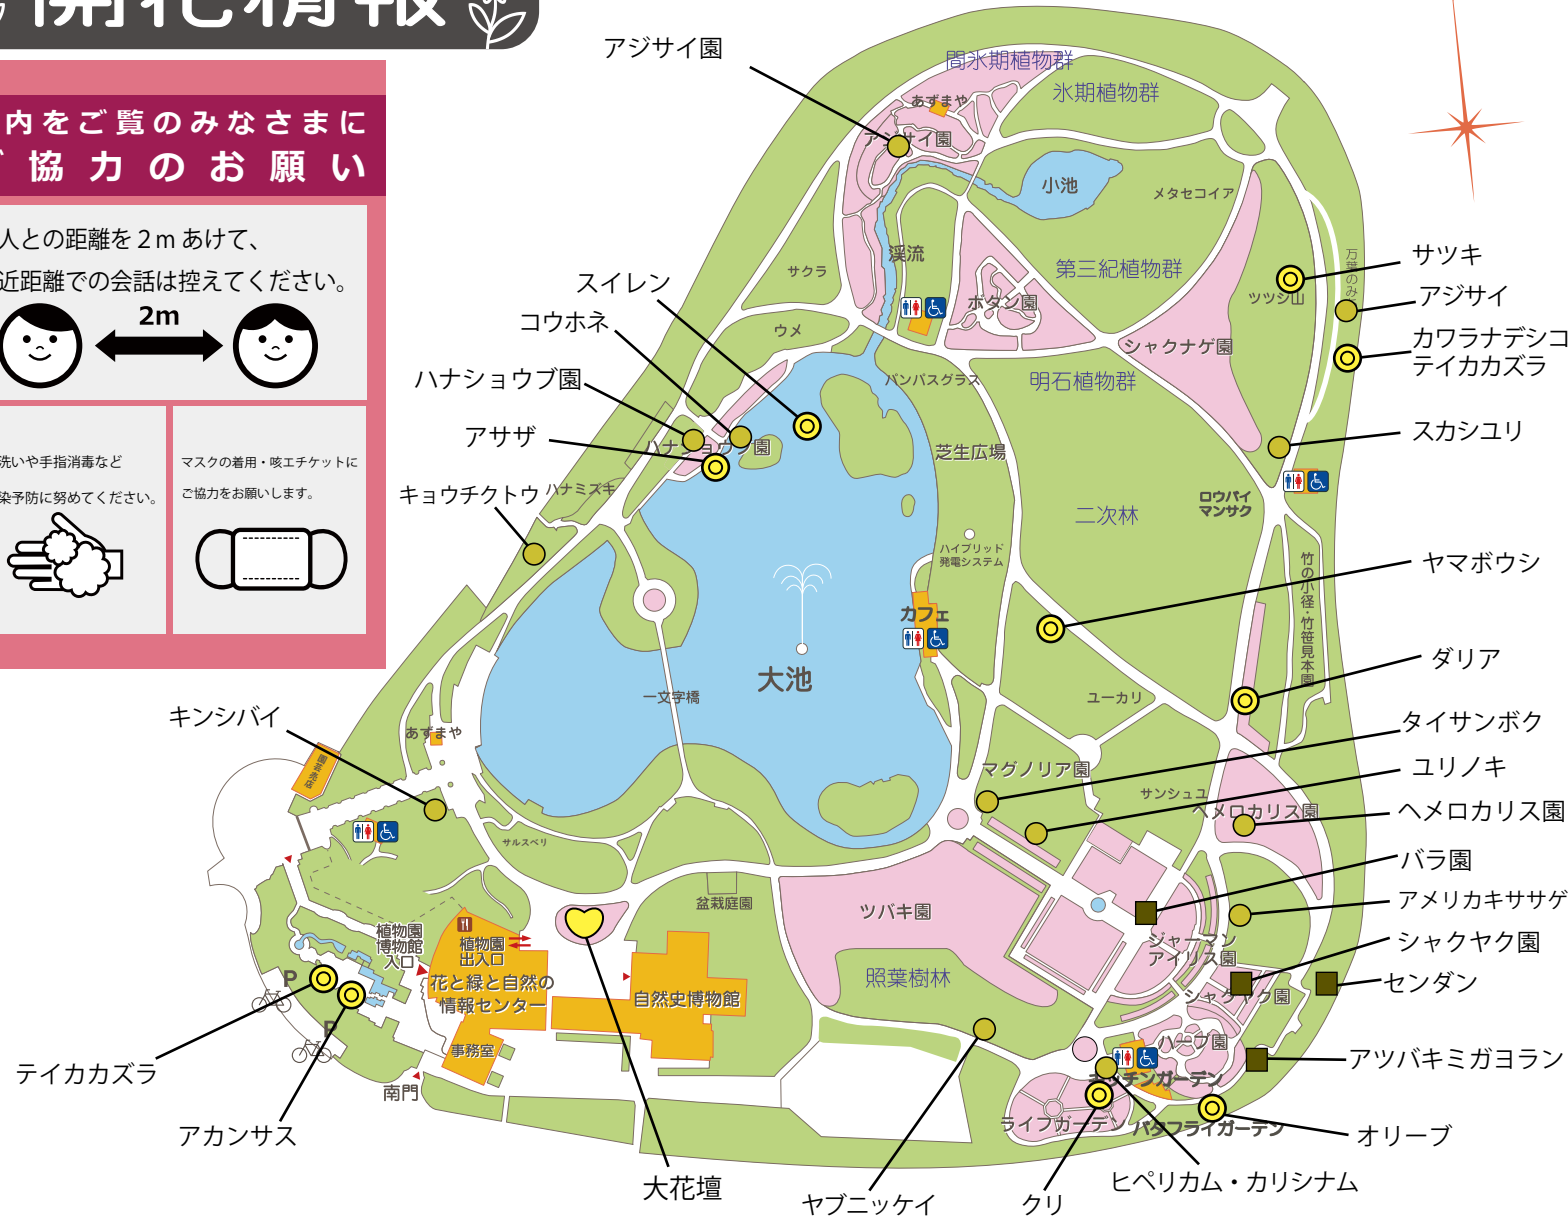 開花情報
内をご覧のみなさまに
ご協力のお願い
人との距離を2mあけて、
近距離での会話は控えてください。
2m
洗いや手指消毒など
染予防に努めてください。
マスクの着用・咳エチケットに
ご協力をお願いします。
アジサイ園
間氷期植物群
氷期植物群
あずまや
アジサイ園
小池
メタセコイア
渓流
サクラ
第三紀植物群
ボタン園
ツツジ山
万葉のみ
サツキ
アジサイ
カワラナデシコ
テイカカズラ
スイレン
コウホネ
ウメ
シャクナゲ園
ハナショウブ園
パンパスグラス
明石植物群
アサザ
ハナショウブ園
芝生広場
スカシユリ
キョウチクトウ
ハナミズキ
ロウバイ
マンサク
二次林
ハイブリッド
発電システム
竹の小径・竹笹見本園
ヤマボウシ
カフェ
大池
一文字橋
ユーカリ
ダリア
キンシバイ
あずまや
園芸売店
タイサンボク
マグノリア園
ユリノキ
サンシュユ
ヘメロカリス園
ヘメロカリス園
サルスベリ
バラ園
盆栽庭園
ツバキ園
アメリカキササゲ
植物園
博物館
入口
植物園
出入口
ジャーマン
アイリス園
シャクヤク園
花と緑と自然の
情報センター
自然史博物館
照葉樹林
シャクヤク園
センダン
P
P
事務室
ハーブ園
アツバキミガヨラン
テイカカズラ
南門
キッチンガーデン
ライフガーデン
バタフライガーデン
オリーブ
アカンサス
大花壇
ヤブニッケイ
クリ
ヒペリカム・カリシナム